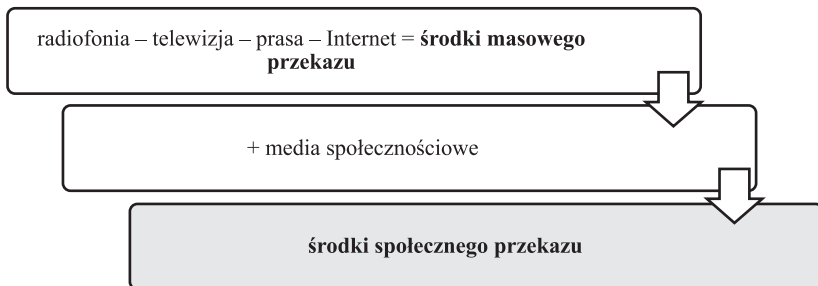 radiofonia – telewizja – prasa – Internet = środki masowego
przekazu
+ media społecznościowe
środki społecznego przekazu